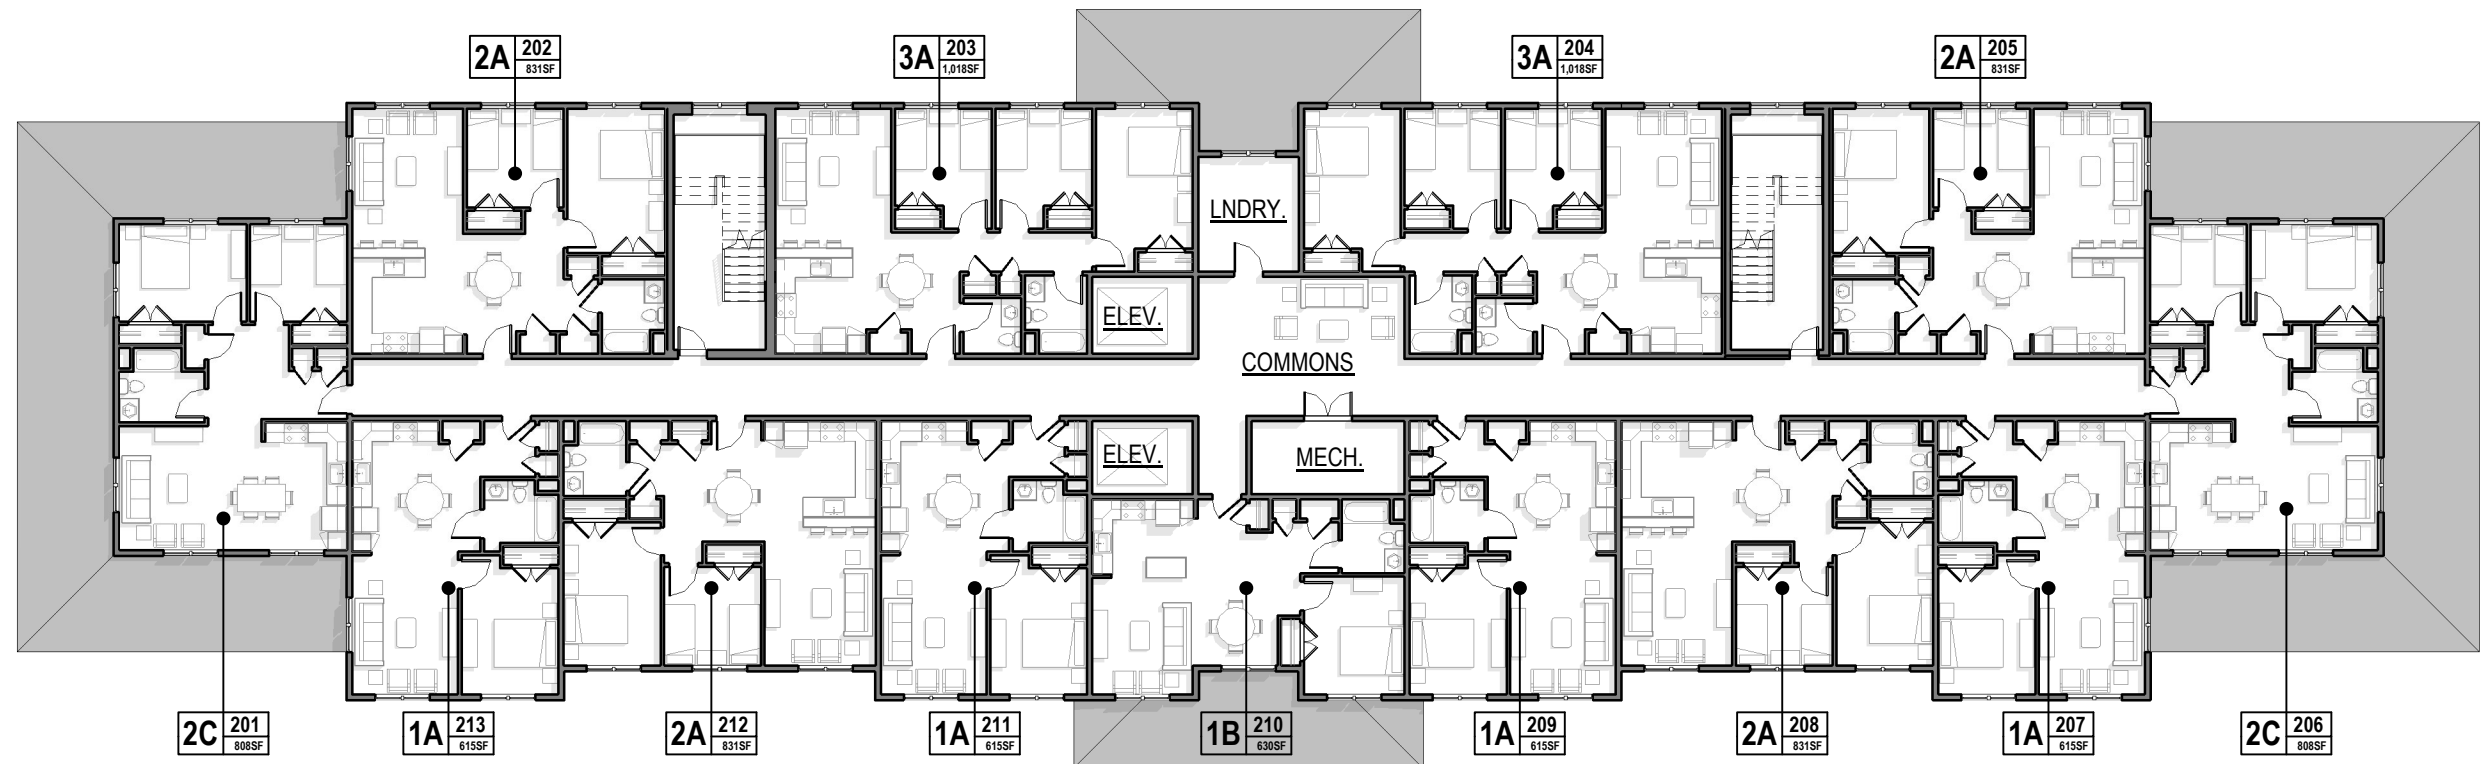 2A 202
831SF
3A 203
1,018SF
3A 204
1,018SF
2A 205
831SF
LNDRY.
ELEV.
COMMONS
ELEV.
MECH.
2C 201
808SF
1A 213
615SF
2A 212
831SF
1A 211
615SF
1B 210
630SF
1A 209
615SF
2A 208
831SF
1A 207
615SF
2C 206
808SF